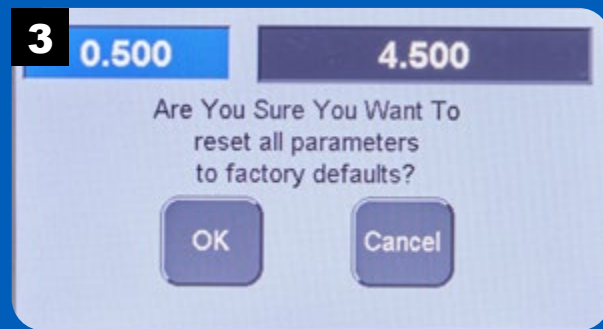 3
0.500 4.500
Are You Sure You Want To
reset all parameters
to factory defaults?
OK Cancel